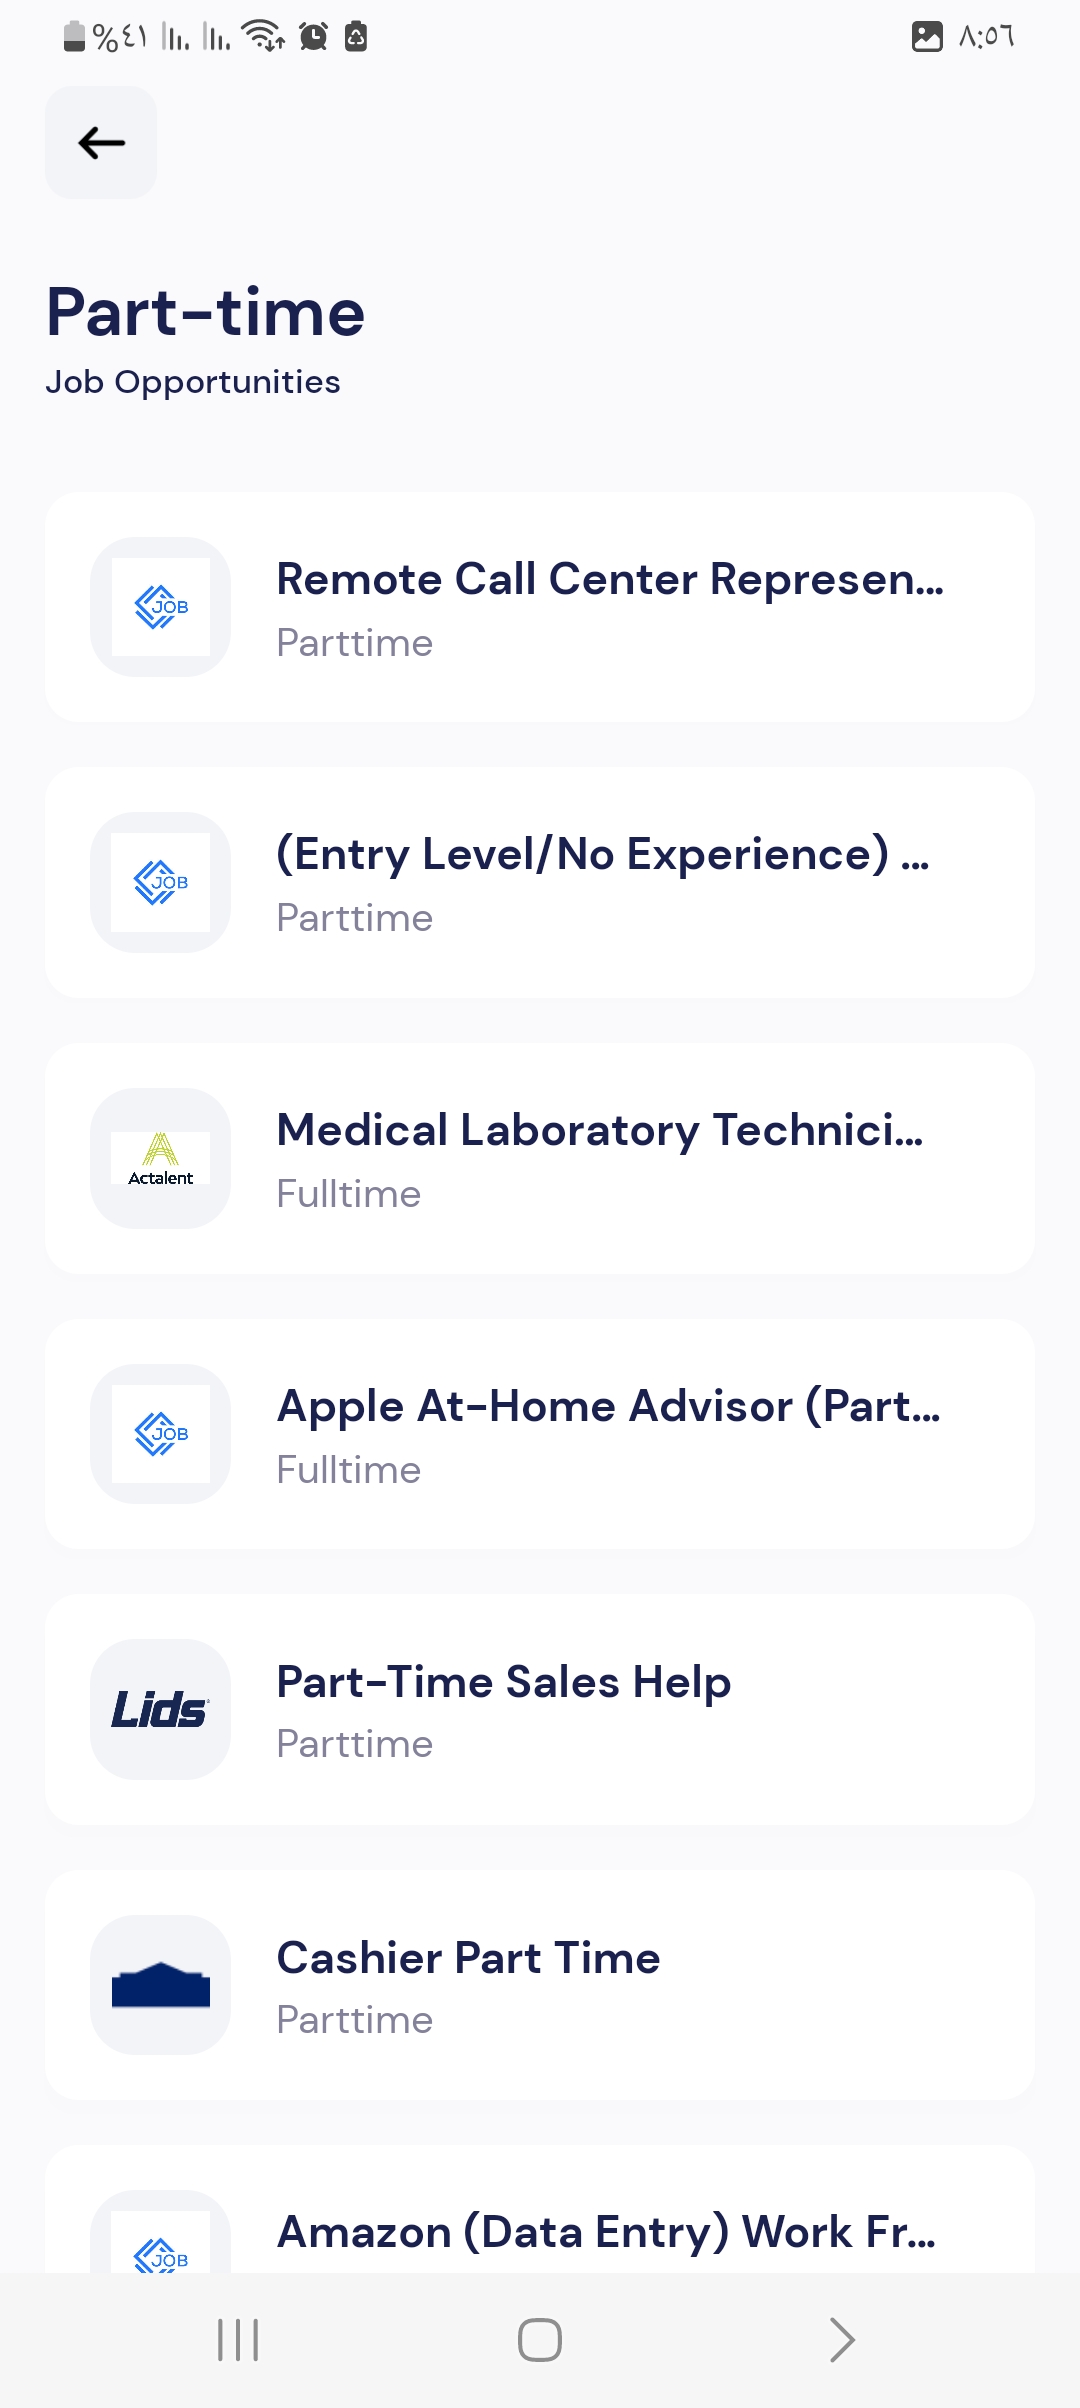 %٤١
٨:٥٦
Part-time
Job Opportunities
JOB
Remote Call Center Represen...
Parttime
JOB
(Entry Level/No Experience) ...
Parttime
Actalent
Medical Laboratory Technici...
Fulltime
JOB
Apple At-Home Advisor (Part...
Fulltime
Lids
Part-Time Sales Help
Parttime
Cashier Part Time
Parttime
JOB
Amazon (Data Entry) Work Fr...